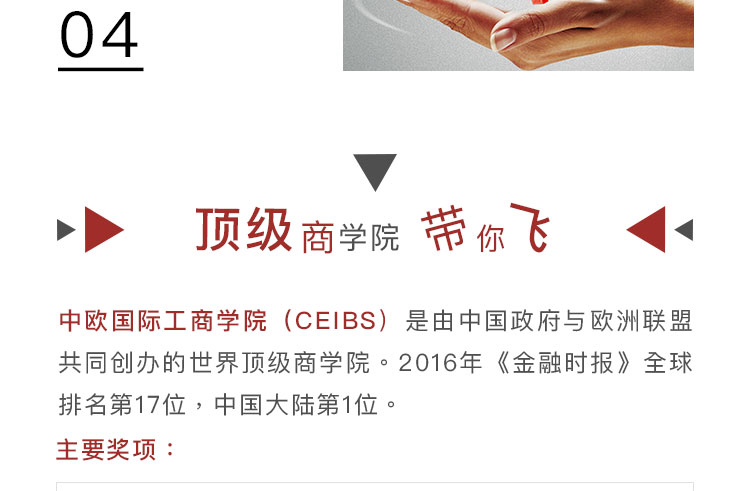 04
顶级商学院 带你飞
中欧国际工商学院（CEIBS）是由中国政府与欧洲联盟
共同创办的世界顶级商学院。2016年《金融时报》全球
排名第17位，中国大陆第1位。
主要奖项：